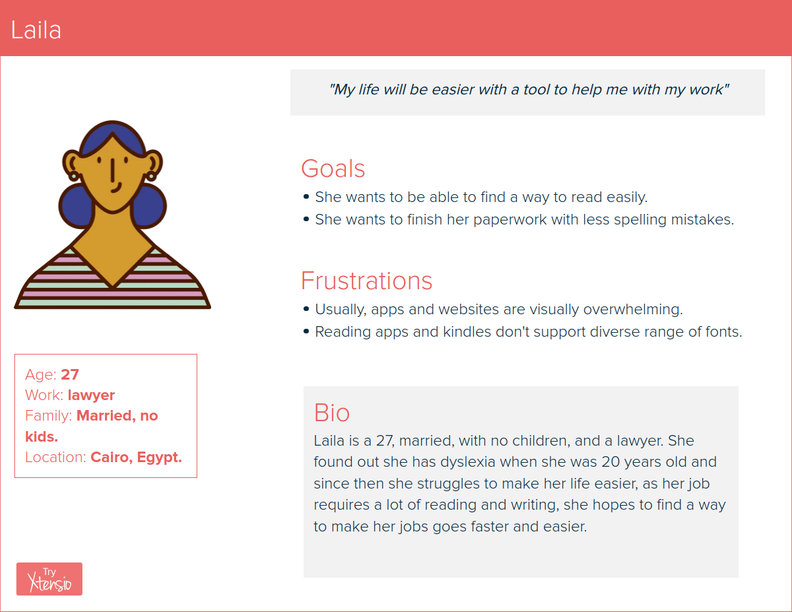 Laila
"My life will be easier with a tool to help me with my work"
Goals
• She wants to be able to find a way to read easily.
• She wants to finish her paperwork with less spelling mistakes.
Frustrations
• Usually, apps and websites are visually overwhelming.
• Reading apps and kindles don't support diverse range of fonts.
Age: 27
Work: lawyer
Family: Married, no
kids.
Location: Cairo, Egypt.
Bio
Laila is a 27, married, with no children, and a lawyer. She
found out she has dyslexia when she was 20 years old and
since then she struggles to make her life easier, as her job
requires a lot of reading and writing, she hopes to find a way
to make her jobs goes faster and easier.
Try
Xtensio